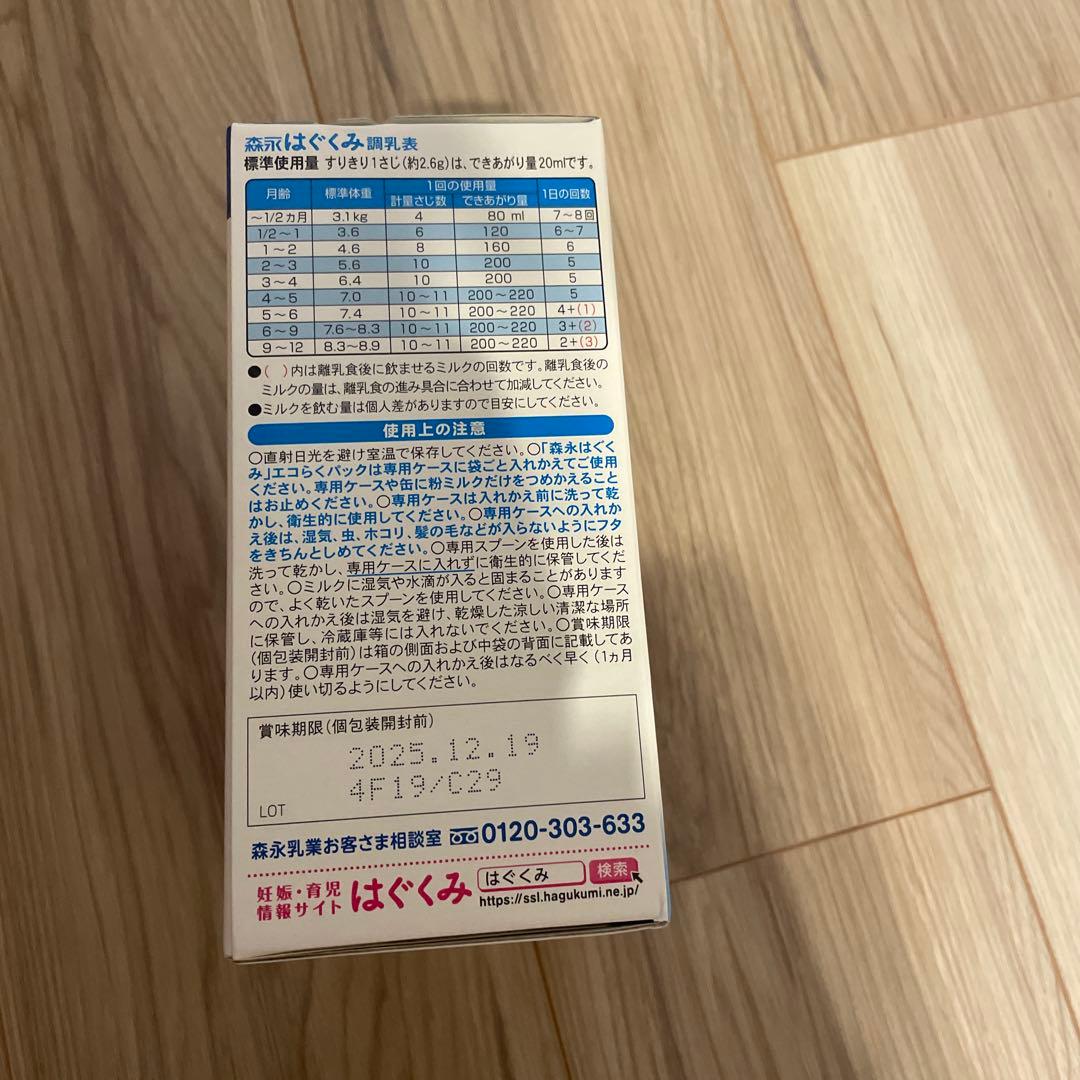 森永はぐくみ調乳表
標準使用量 すりきり1さじ(約2.6g)は、できあがり量20mlです。
月齢 標準体重 1回の使用量 1日の回数
計量さじ数 できあがり量
～1/2ヵ月 3.1kg 4 80 ml 7～8回
1/2～1 3.6 6 120 6～7
1～2 4.6 8 160 6
2～3 5.6 10 200 5
3～4 6.4 10 200 5
4～5 7.0 10～11 200～220 5
5～6 7.4 10～11 200～220 4+(1)
6～9 7.6～8.3 10～11 200～220 3+(2)
9～12 8.3～8.9 10～11 200～220 2+(3)
●( )内は離乳食後に飲ませるミルクの回数です。離乳食後の
ミルクの量は、離乳食の進み具合に合わせて加減してください。
●ミルクを飲む量は個人差がありますので目安にしてください。
使用上の注意
○直射日光を避け室温で保存してください。○「森永はぐく
み」エコらくパックは専用ケースに袋ごと入れかえてご使用
ください。専用ケースや缶に粉ミルクだけをつめかえること
はお止めください。○専用ケースは入れかえ前に洗って乾
かし、衛生的に使用してください。○専用ケースへの入れか
え後は、湿気、虫、ホコリ、髪の毛などが入らないようにフタ
をきちんとしめてください。○専用スプーンを使用した後は
洗って乾かし、専用ケースに入れずに衛生的に保管してくだ
さい。○ミルクに湿気や水滴が入ると固まることがあります
ので、よく乾いたスプーンを使用してください。○専用ケース
への入れかえ後は湿気を避け、乾燥した涼しい清潔な場所
に保管し、冷蔵庫等には入れないでください。○賞味期限
(個包装開封前)は箱の側面および中袋の背面に記載してあ
ります。○専用ケースへの入れかえ後はなるべく早く(1ヵ月
以内)使い切るようにしてください。
賞味期限(個包装開封前)
2025.12.19
4F19/C29
LOT
森永乳業お客さま相談室 0120-303-633
妊娠・育児
情報サイト はぐくみ はぐくみ 検索
https://ssl.hagukumi.ne.jp/